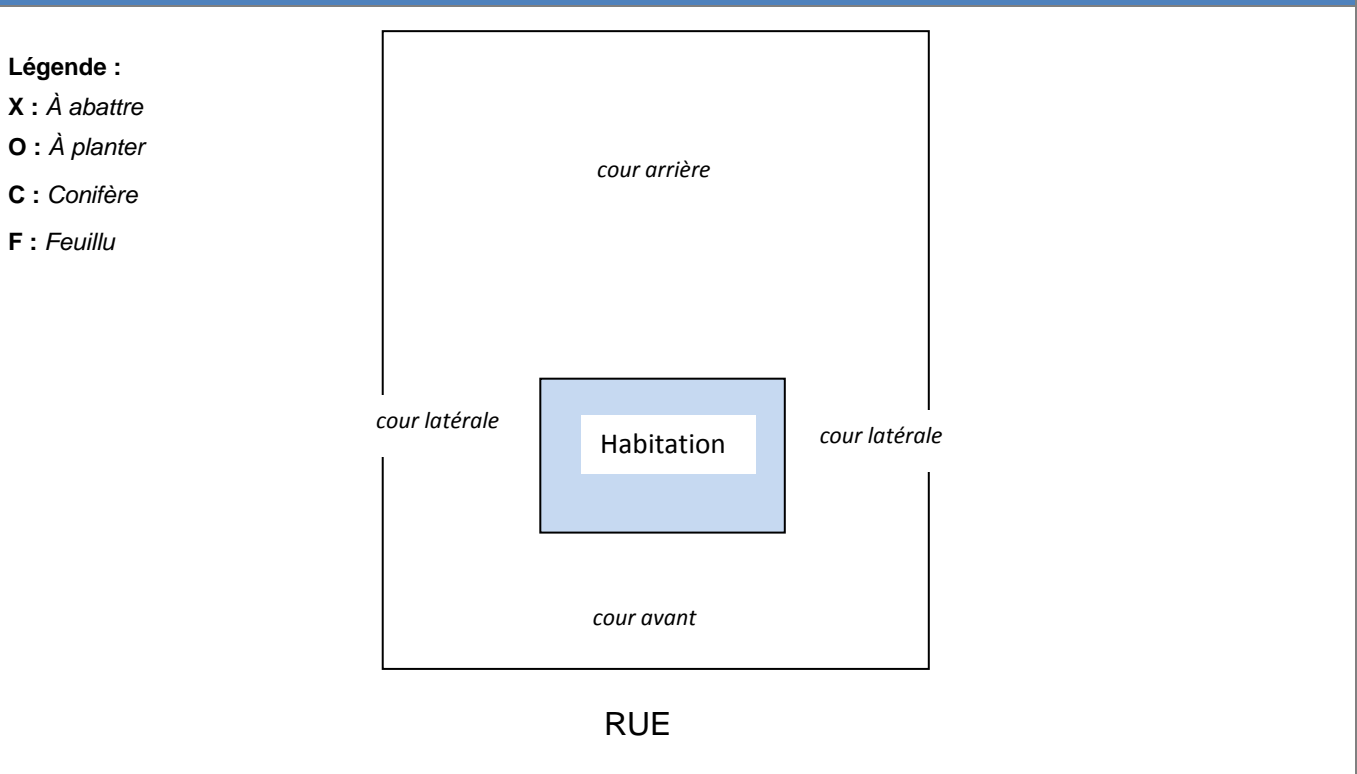 Légende :
X : À abattre
O : À planter
C : Conifère
F : Feuillu
cour arrière
cour latérale
Habitation
cour latérale
cour avant
RUE